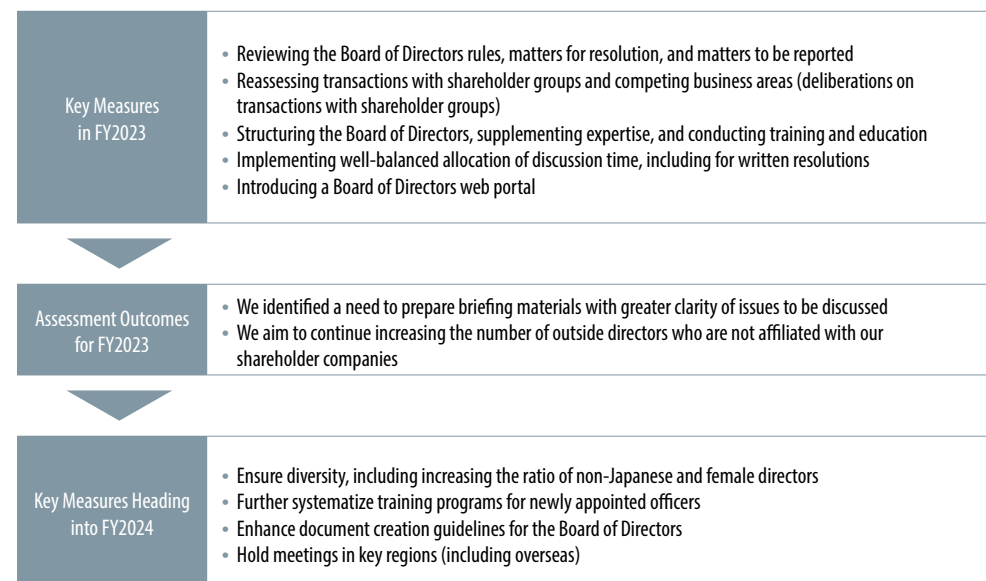 Key Measures
in FY2023
• Reviewing the Board of Directors rules, matters for resolution, and matters to be reported
• Reassessing transactions with shareholder groups and competing business areas (deliberations on
transactions with shareholder groups)
• Structuring the Board of Directors, supplementing expertise, and conducting training and education
• Implementing well-balanced allocation of discussion time, including for written resolutions
• Introducing a Board of Directors web portal
Assessment Outcomes
for FY2023
• We identified a need to prepare briefing materials with greater clarity of issues to be discussed
• We aim to continue increasing the number of outside directors who are not affiliated with our
shareholder companies
Key Measures Heading
into FY2024
• Ensure diversity, including increasing the ratio of non-Japanese and female directors
• Further systematize training programs for newly appointed officers
• Enhance document creation guidelines for the Board of Directors
• Hold meetings in key regions (including overseas)